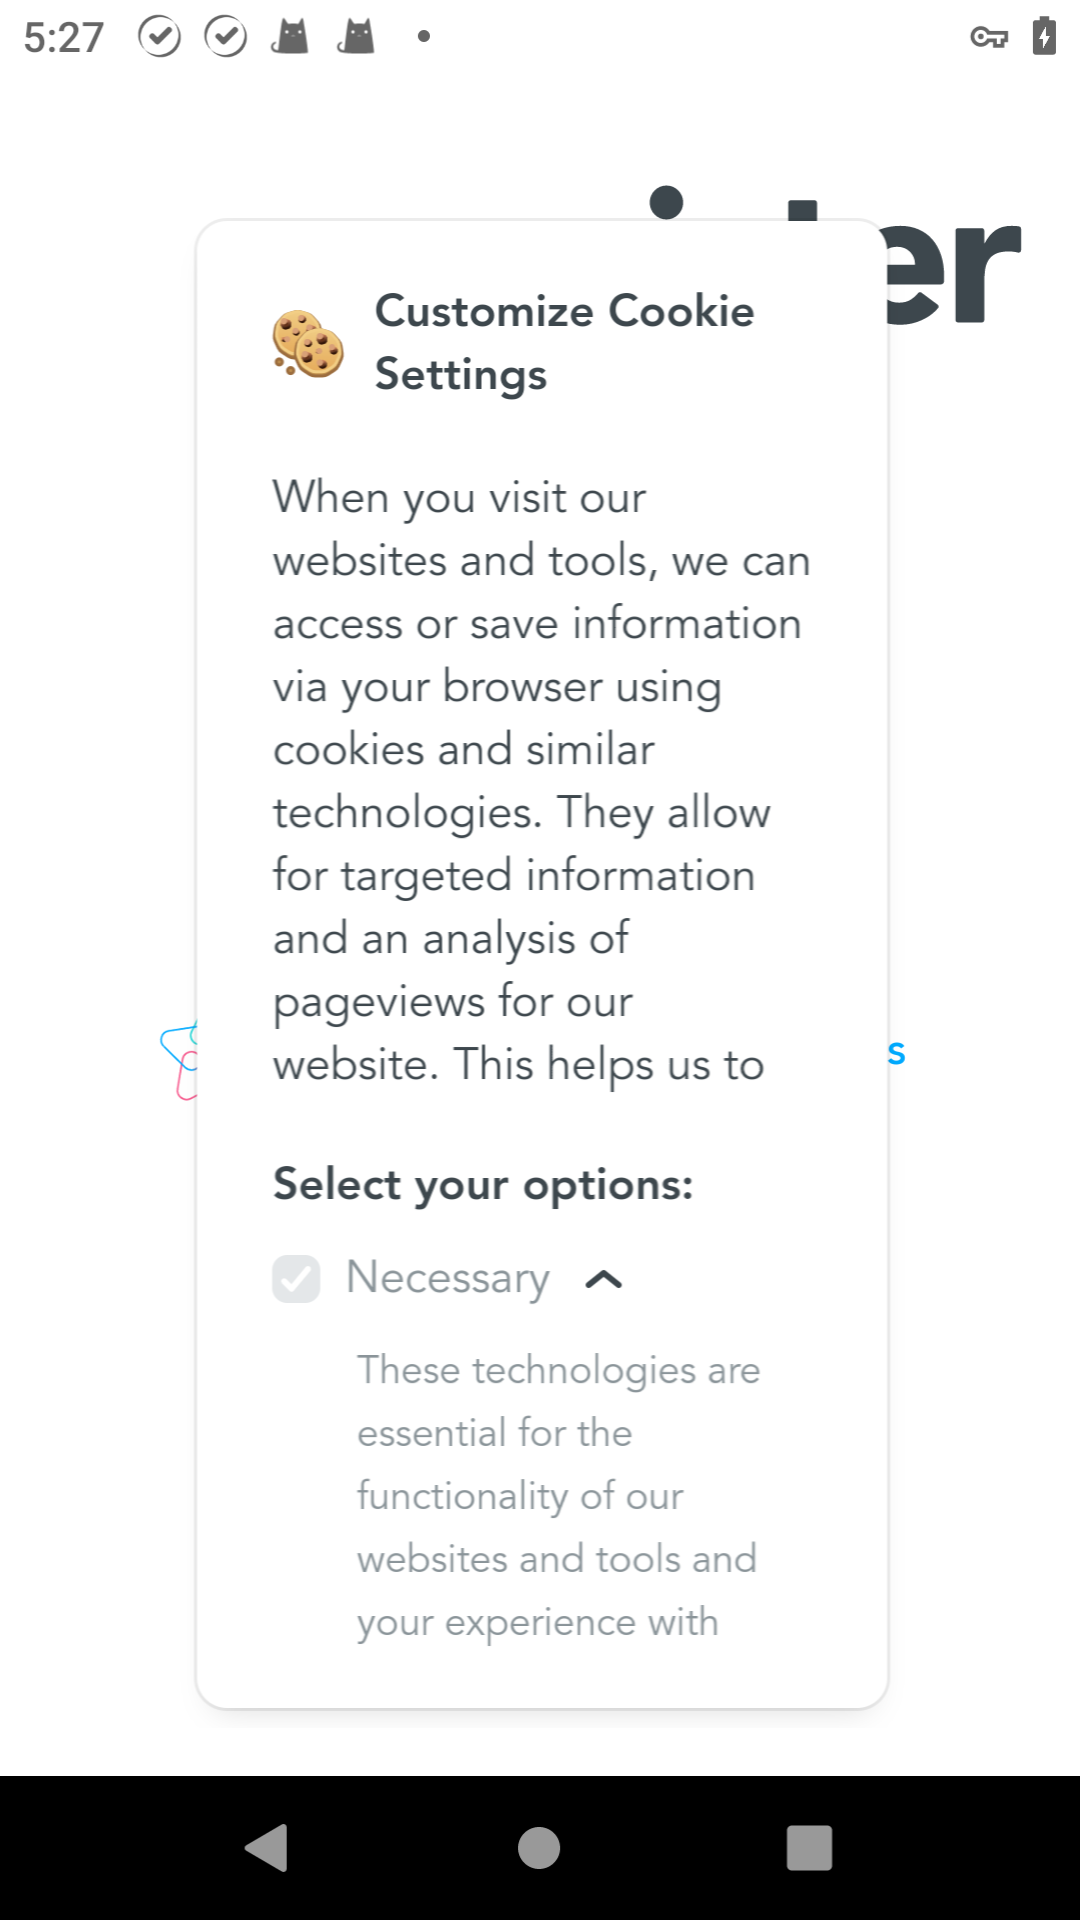 5:27
er
Customize Cookie
Settings
When you visit our
websites and tools, we can
access or save information
via your browser using
cookies and similar
technologies. They allow
for targeted information
and an analysis of
pageviews for our
website. This helps us to
s
Select your options:
Necessary
These technologies are
essential for the
functionality of our
websites and tools and
your experience with